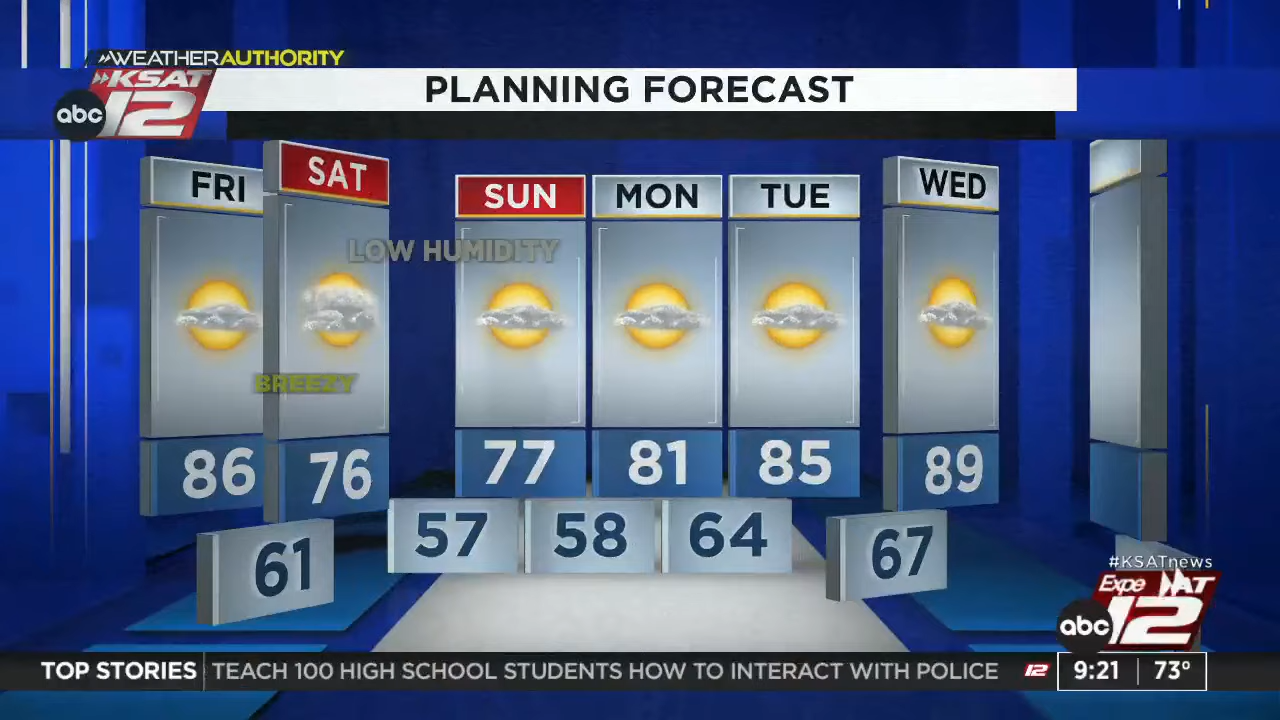 WEATHERAUTHORITY
KSAT
abc 12
PLANNING FORECAST
FRI
SAT
SUN
MON
TUE
WED
LOW HUMIDITY
BREEZY
86
76
77
81
85
89
61
57
58
64
67
#KSATnews
abc 12
TOP STORIES
TEACH 100 HIGH SCHOOL STUDENTS HOW TO INTERACT WITH POLICE
12
9:21
73°